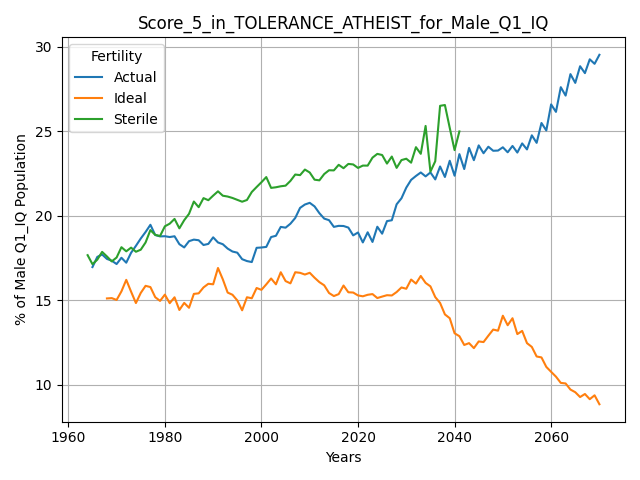 Score_5_in_TOLERANCE_ATHEIST_for_Male_Q1_IQ
% of Male Q1_IQ Population
30
25
20
15
10
Fertility
Actual
Ideal
Sterile
1960
1980
2000
2020
2040
2060
Years